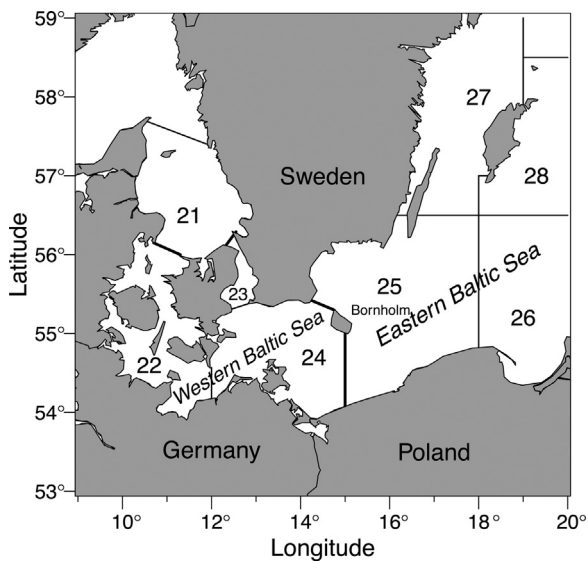 59°
58°
57°
56°
55°
54°
53°
Latitude
27
28
Sweden
21
25
Bornholm
Eastern Baltic Sea
26
23
22
Western Baltic Sea
24
Germany
Poland
10°
12°
14°
16°
18°
20°
Longitude